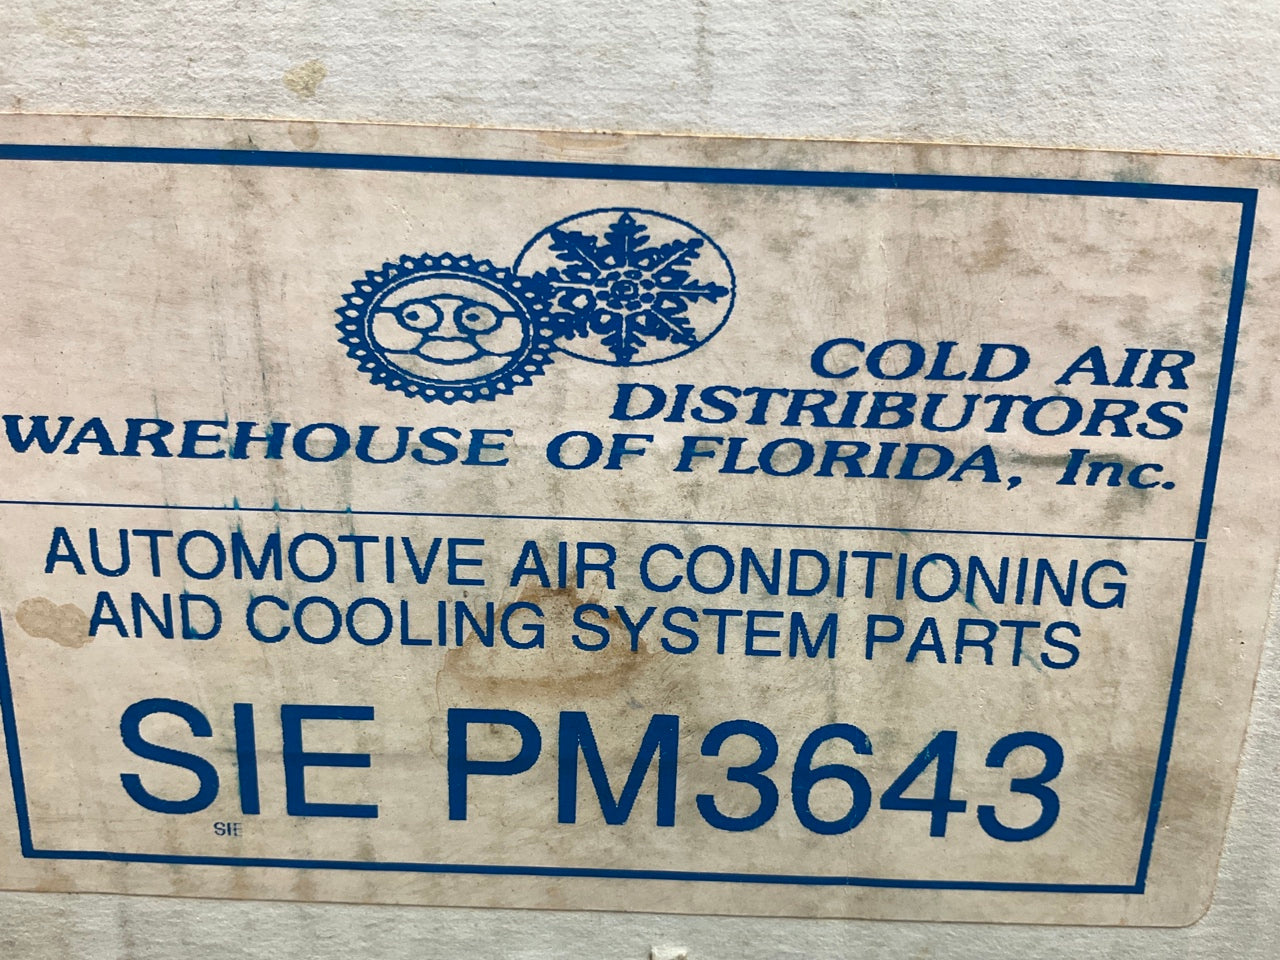 COLD AIR
DISTRIBUTORS
WAREHOUSE OF FLORIDA, Inc.
AUTOMOTIVE AIR CONDITIONING
AND COOLING SYSTEM PARTS
SIE PM3643
SIE